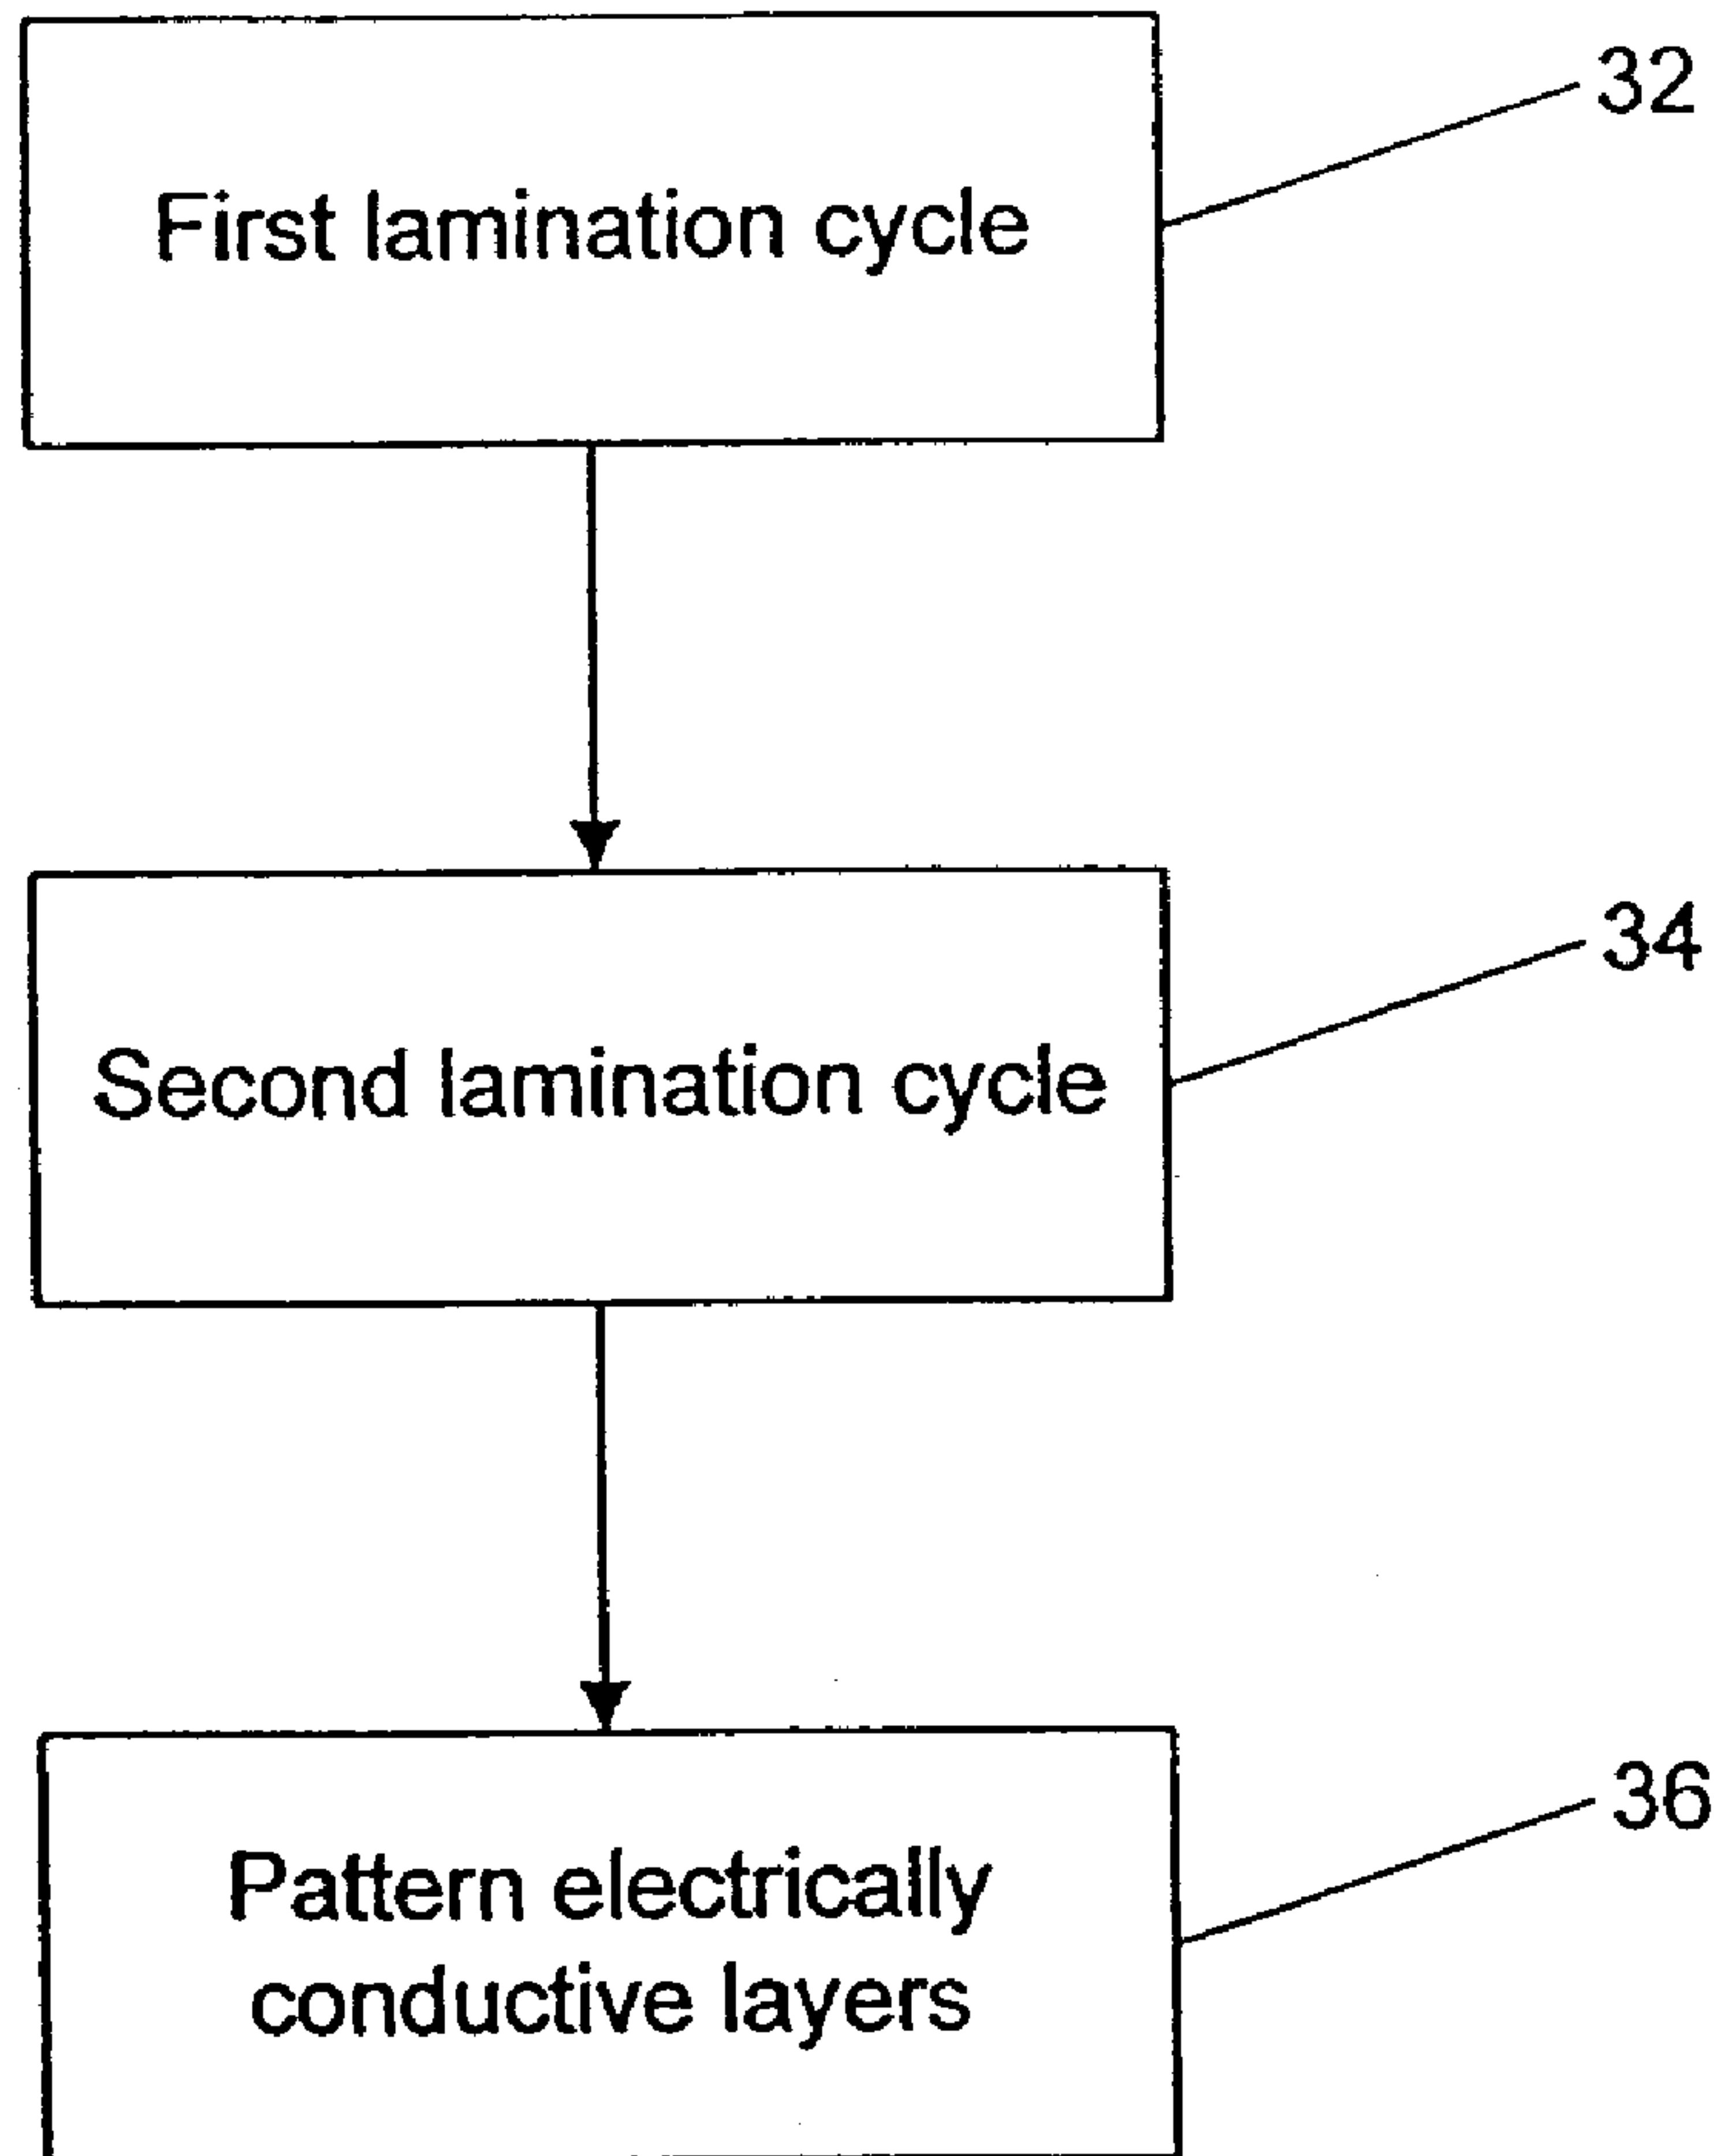 First lamination cycle
32
Second lamination cycle
34
Pattern electrically
conductive layers
36